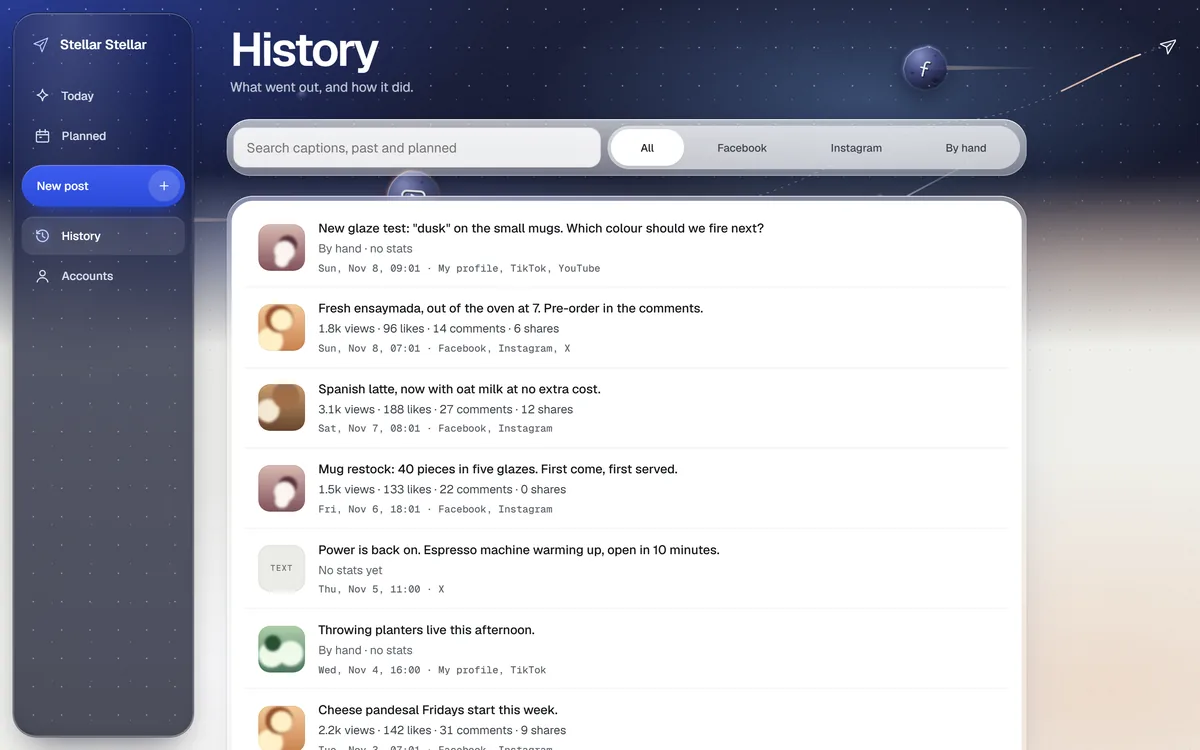 Stellar Stellar
Today
Planned
New post
History
Accounts
History
What went out, and how it did.
Search captions, past and planned
All
Facebook
Instagram
By hand
New glaze test: "dusk" on the small mugs. Which colour should we fire next?
By hand · no stats
Sun, Nov 8, 09:01 · My profile, TikTok, YouTube
Fresh ensaymada, out of the oven at 7. Pre-order in the comments.
1.8k views · 96 likes · 14 comments · 6 shares
Sun, Nov 8, 07:01 · Facebook, Instagram, X
Spanish latte, now with oat milk at no extra cost.
3.1k views · 188 likes · 27 comments · 12 shares
Sat, Nov 7, 08:01 · Facebook, Instagram
Mug restock: 40 pieces in five glazes. First come, first served.
1.5k views · 133 likes · 22 comments · 0 shares
Fri, Nov 6, 18:01 · Facebook, Instagram
TEXT
Power is back on. Espresso machine warming up, open in 10 minutes.
No stats yet
Thu, Nov 5, 11:00 · X
Throwing planters live this afternoon.
By hand · no stats
Wed, Nov 4, 16:00 · My profile, TikTok
Cheese pandesal Fridays start this week.
2.2k views · 142 likes · 31 comments · 9 shares
Tue, Nov 3, 07:01 · Facebook, Instagram